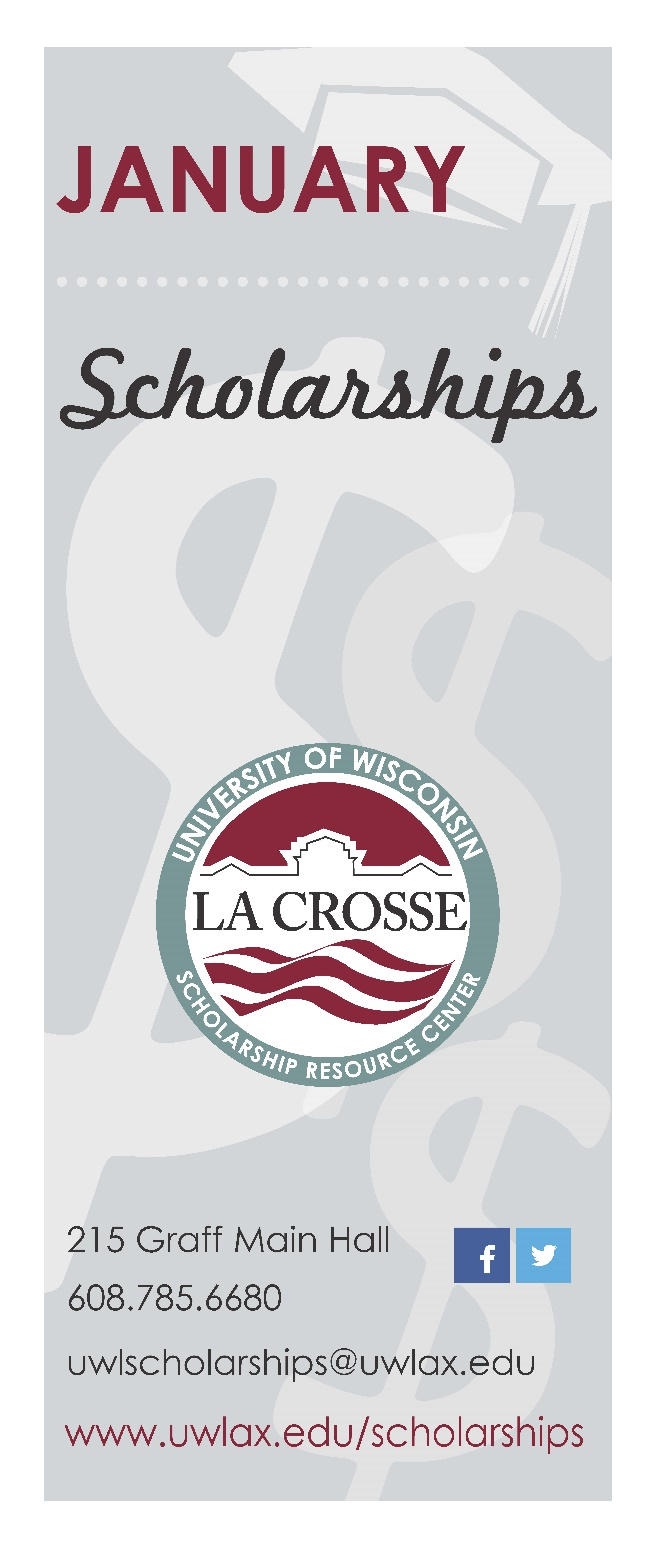 JANUARY
Scholarships
UNIVERSITY OF WISCONSIN
LA CROSSE
SCHOLARSHIP RESOURCE CENTER
215 Graff Main Hall
608.785.6680
uwlscholarships@uwlax.edu
www.uwlax.edu/scholarships